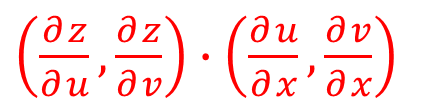 (∂z/∂u, ∂z/∂v) · (∂u/∂x, ∂v/∂x)